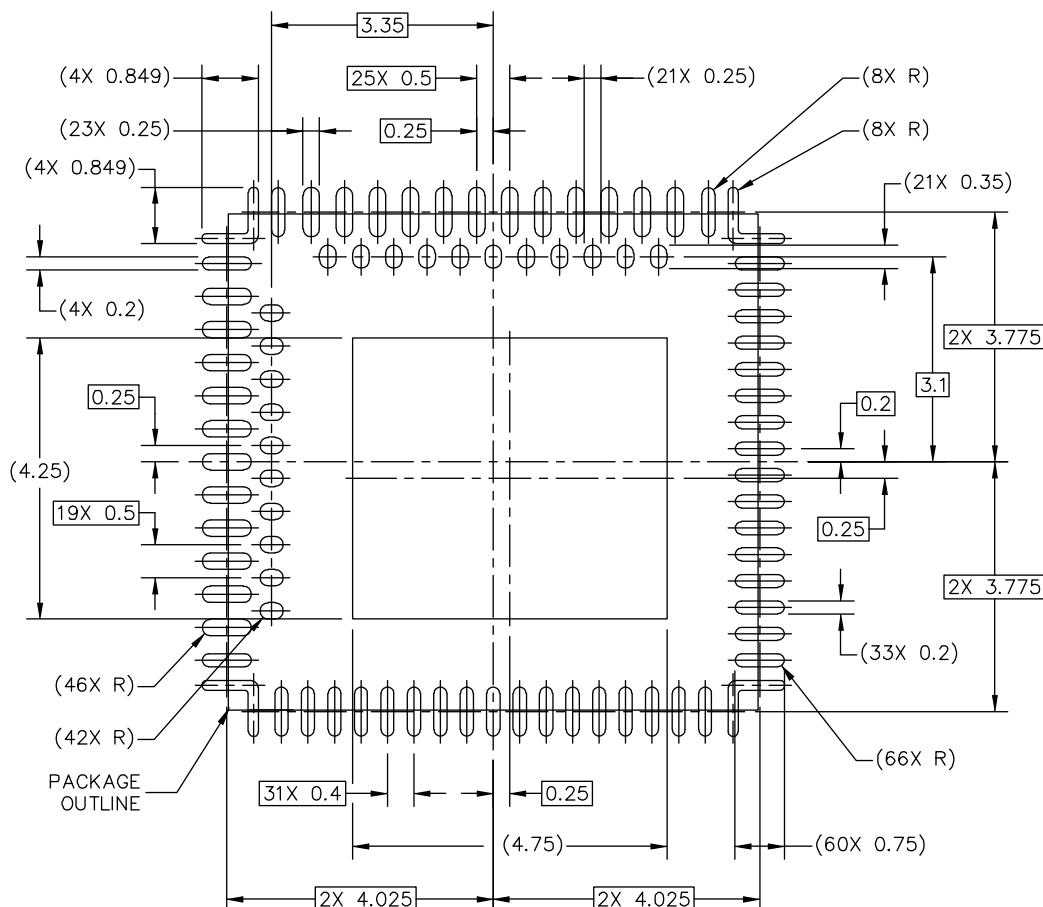 3.35
(4X 0.849)
25X 0.5
(21X 0.25)
(8X R)
(23X 0.25)
0.25
(8X R)
(4X 0.849)
(21X 0.35)
(4X 0.2)
2X 3.775
3.1
0.25
0.2
(4.25)
19X 0.5
0.25
2X 3.775
(33X 0.2)
(46X R)
(42X R)
(66X R)
PACKAGE
OUTLINE
31X 0.4
0.25
(4.75)
(60X 0.75)
2X 4.025
2X 4.025